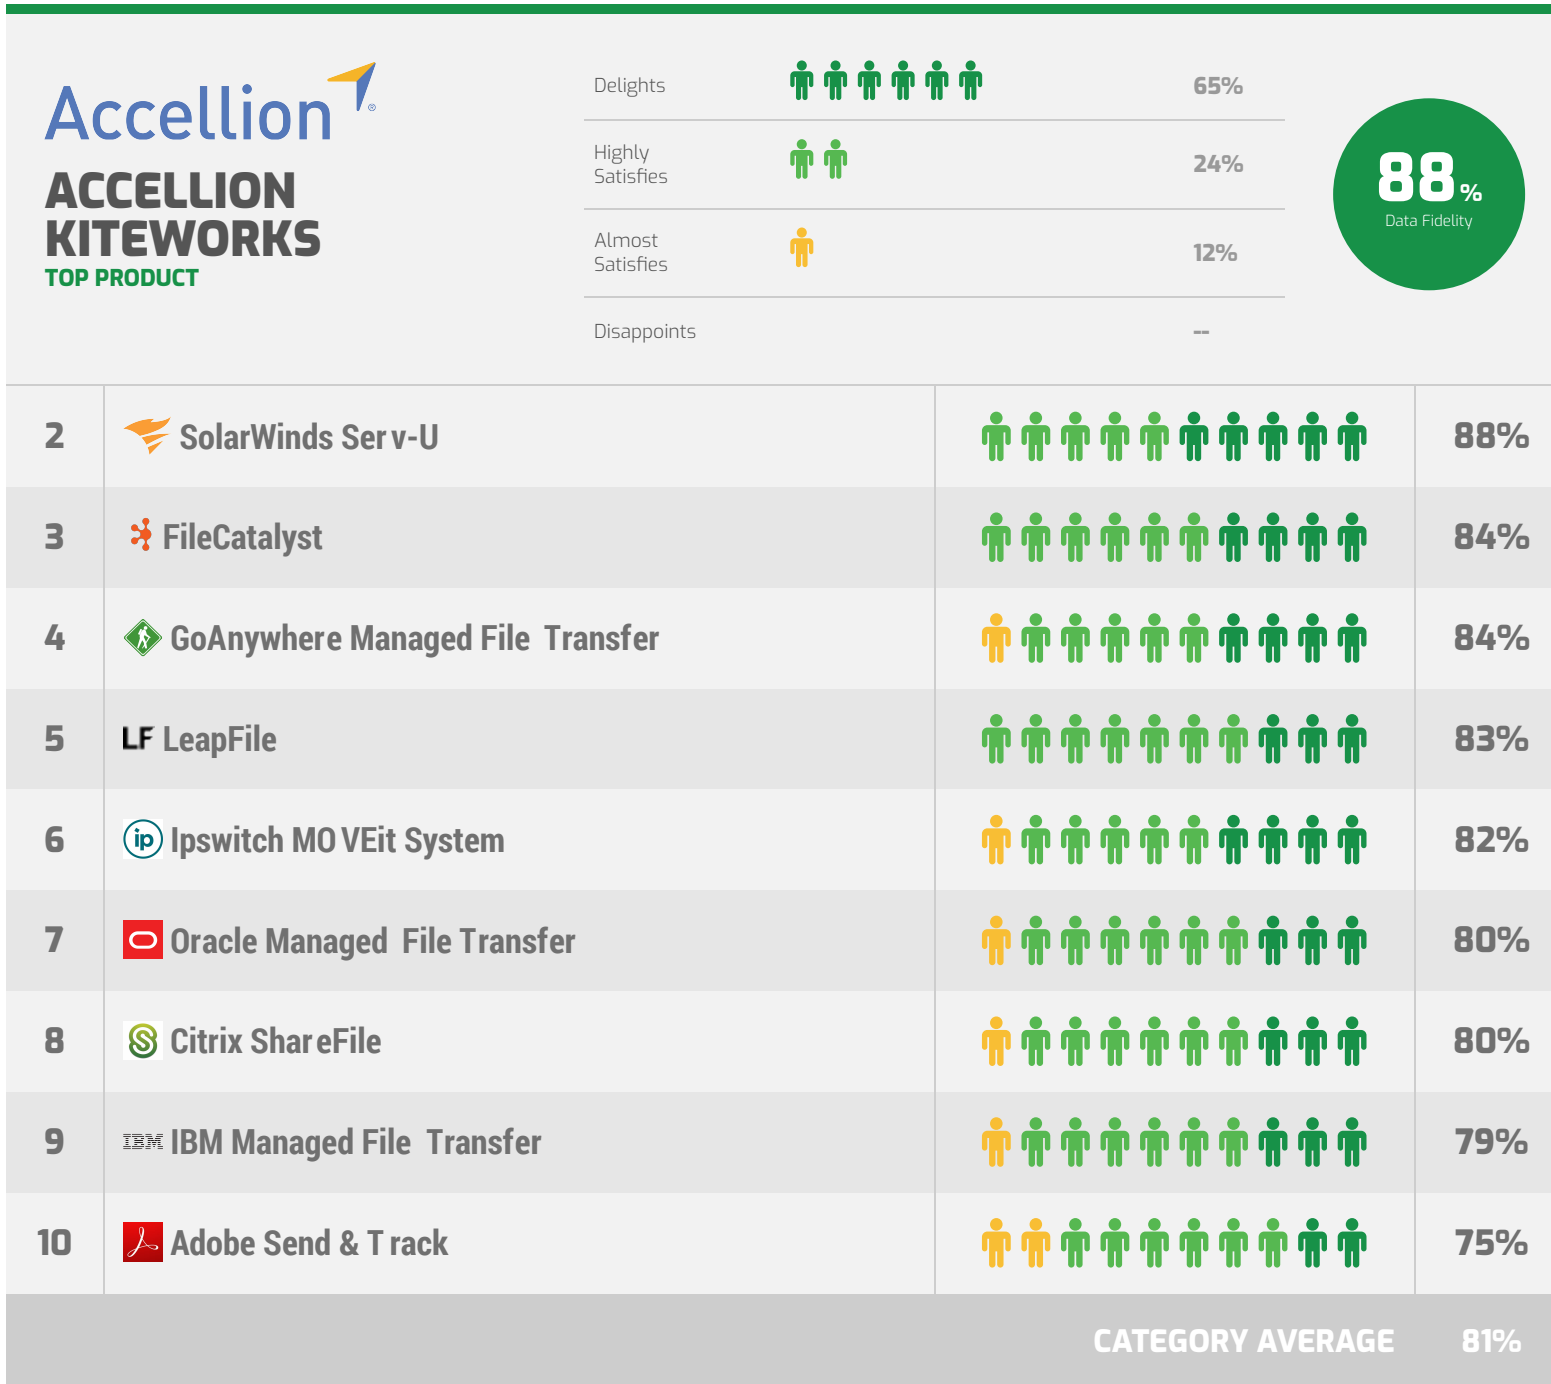 Accellion®
ACCELLION
KITEWORKS
TOP PRODUCT
Delights 65%
Highly
Satisfies 24%
Almost
Satisfies 12%
Disappoints --
88%
Data Fidelity
2 SolarWinds Serv-U 88%
3 FileCatalyst 84%
4 GoAnywhere Managed File Transfer 84%
5 LF LeapFile 83%
6 ip Ipswitch MOVEit System 82%
7 Oracle Managed File Transfer 80%
8 Citrix ShareFile 80%
9 IBM IBM Managed File Transfer 79%
10 Adobe Send & Track 75%
CATEGORY AVERAGE 81%